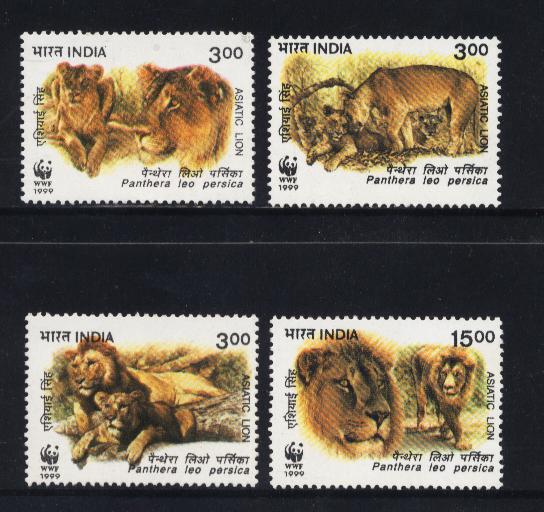 भारत INDIA 3.00
एशियाई सिंह
ASIATIC LION
WWF
1999
पैन्थेरा लिओ पर्सिका
Panthera leo persica
भारत INDIA 3.00
एशियाई सिंह
ASIATIC LION
WWF
1999
पैन्थेरा लिओ पर्सिका
Panthera leo persica
भारत INDIA 3.00
एशियाई सिंह
ASIATIC LION
WWF
1999
पैन्थेरा लिओ पर्सिका
Panthera leo persica
भारत INDIA 15.00
एशियाई सिंह
ASIATIC LION
WWF
1999
पैन्थेरा लिओ पर्सिका
Panthera leo persica